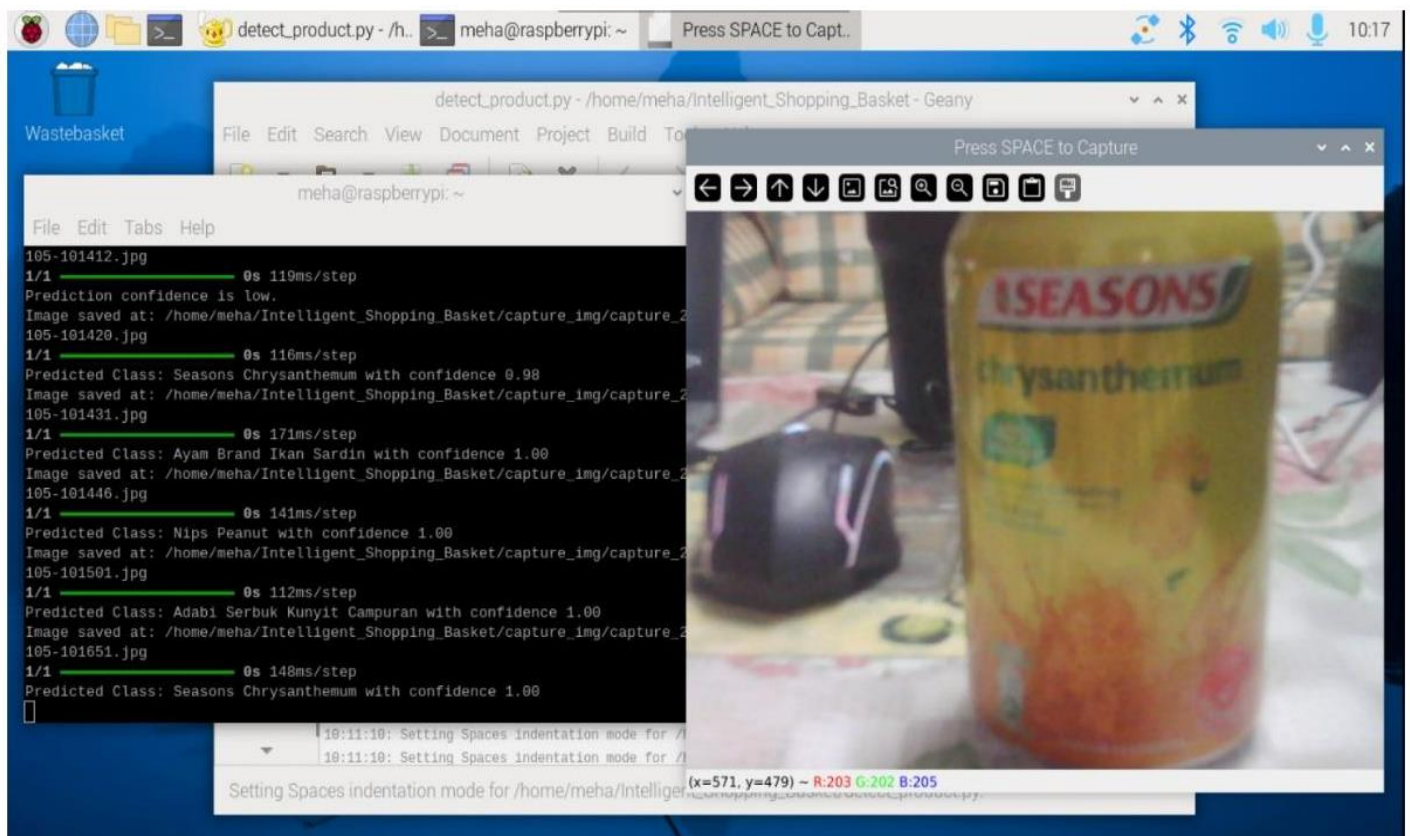 detect_product.py - /h..
meha@raspberrypi: ~
Press SPACE to Capt..
10:17
Wastebasket
detect_product.py - /home/meha/Intelligent_Shopping_Basket - Geany
File Edit Search View Document Project Build
meha@raspberrypi: ~
File Edit Tabs Help
105-101412.jpg
1/1 0s 119ms/step
Prediction confidence is low.
Image saved at: /home/meha/Intelligent_Shopping_Basket/capture_img/capture_2
105-101420.jpg
1/1 0s 116ms/step
Predicted Class: Seasons Chrysanthemum with confidence 0.98
Image saved at: /home/meha/Intelligent_Shopping_Basket/capture_img/capture_2
105-101431.jpg
1/1 0s 171ms/step
Predicted Class: Ayam Brand Ikan Sardin with confidence 1.00
Image saved at: /home/meha/Intelligent_Shopping_Basket/capture_img/capture_2
105-101446.jpg
1/1 0s 141ms/step
Predicted Class: Nips Peanut with confidence 1.00
Image saved at: /home/meha/Intelligent_Shopping_Basket/capture_img/capture_2
105-101501.jpg
1/1 0s 112ms/step
Predicted Class: Adabi Serbuk Kunyit Campuran with confidence 1.00
Image saved at: /home/meha/Intelligent_Shopping_Basket/capture_img/capture_2
105-101651.jpg
1/1 0s 148ms/step
Predicted Class: Seasons Chrysanthemum with confidence 1.00
10:11:10: Setting Spaces indentation mode for
10:11:10: Setting Spaces indentation mode for
Setting Spaces indentation mode for /home/meha/Intelligent_Shopping_Basket/detect_product.py.
Press SPACE to Capture
SEASONS
chrysanthemum
(x=571, y=479) ~ R:203 G:202 B:205